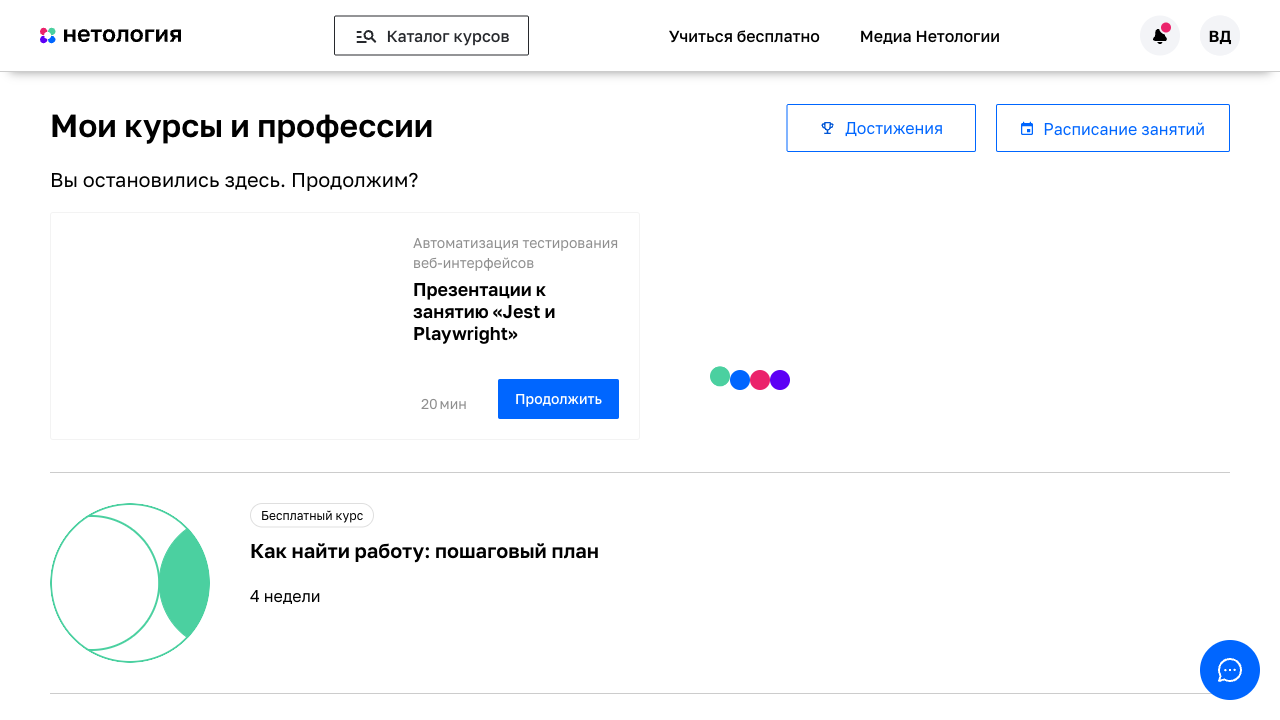 нетология
Каталог курсов
Учиться бесплатно
Медиа Нетологии
ВД
Мои курсы и профессии
Достижения
Расписание занятий
Вы остановились здесь. Продолжим?
Автоматизация тестирования
веб-интерфейсов
Презентации к
занятию «Jest и
Playwright»
20 мин
Продолжить
Бесплатный курс
Как найти работу: пошаговый план
4 недели